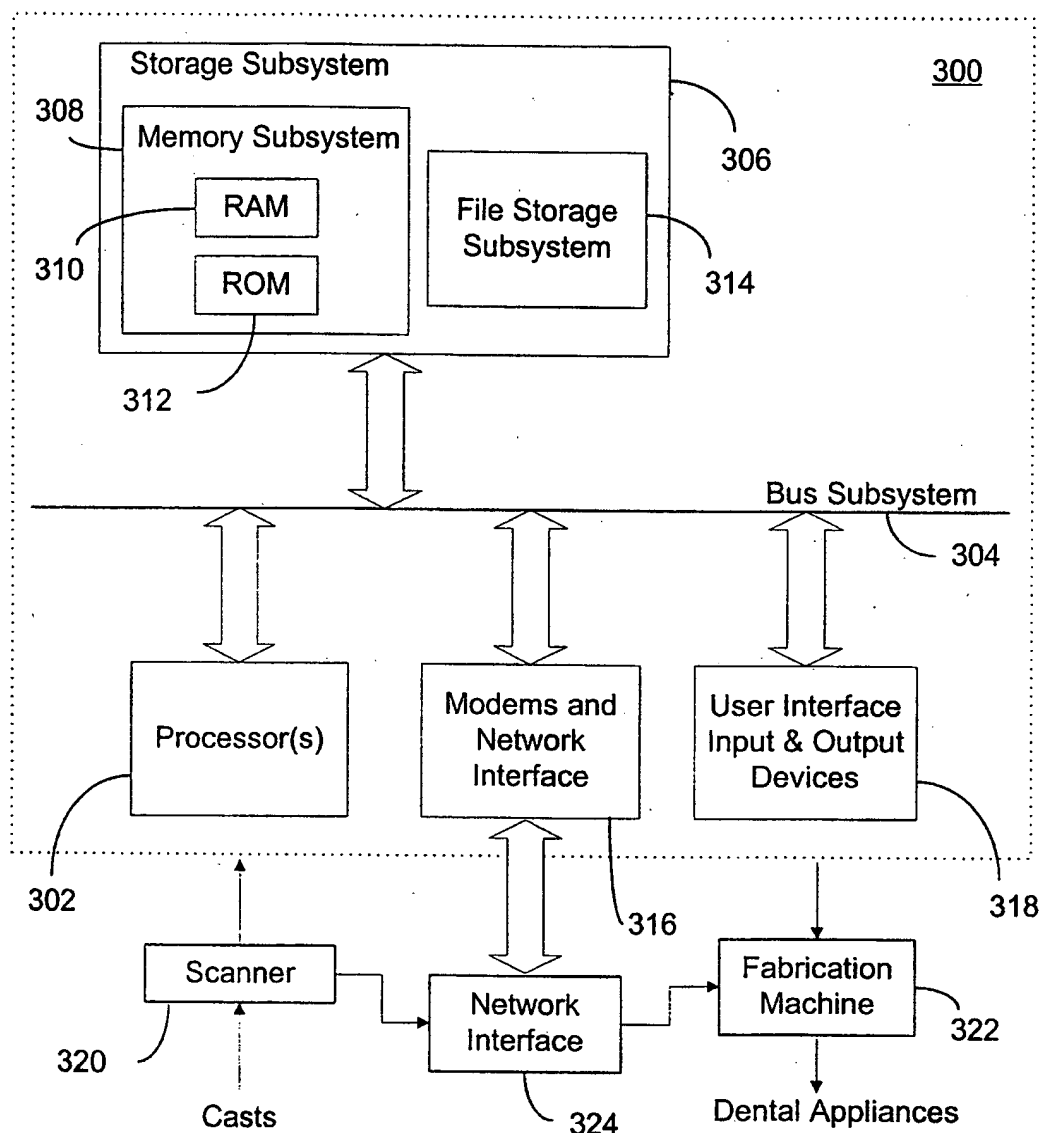 Storage Subsystem
300
308
Memory Subsystem
306
RAM
File Storage
Subsystem
310
314
ROM
312
Bus Subsystem
304
Processor(s)
Modems and
Network
Interface
User Interface
Input & Output
Devices
302
316
318
Scanner
Network
Interface
Fabrication
Machine
320
322
Casts
324
Dental Appliances